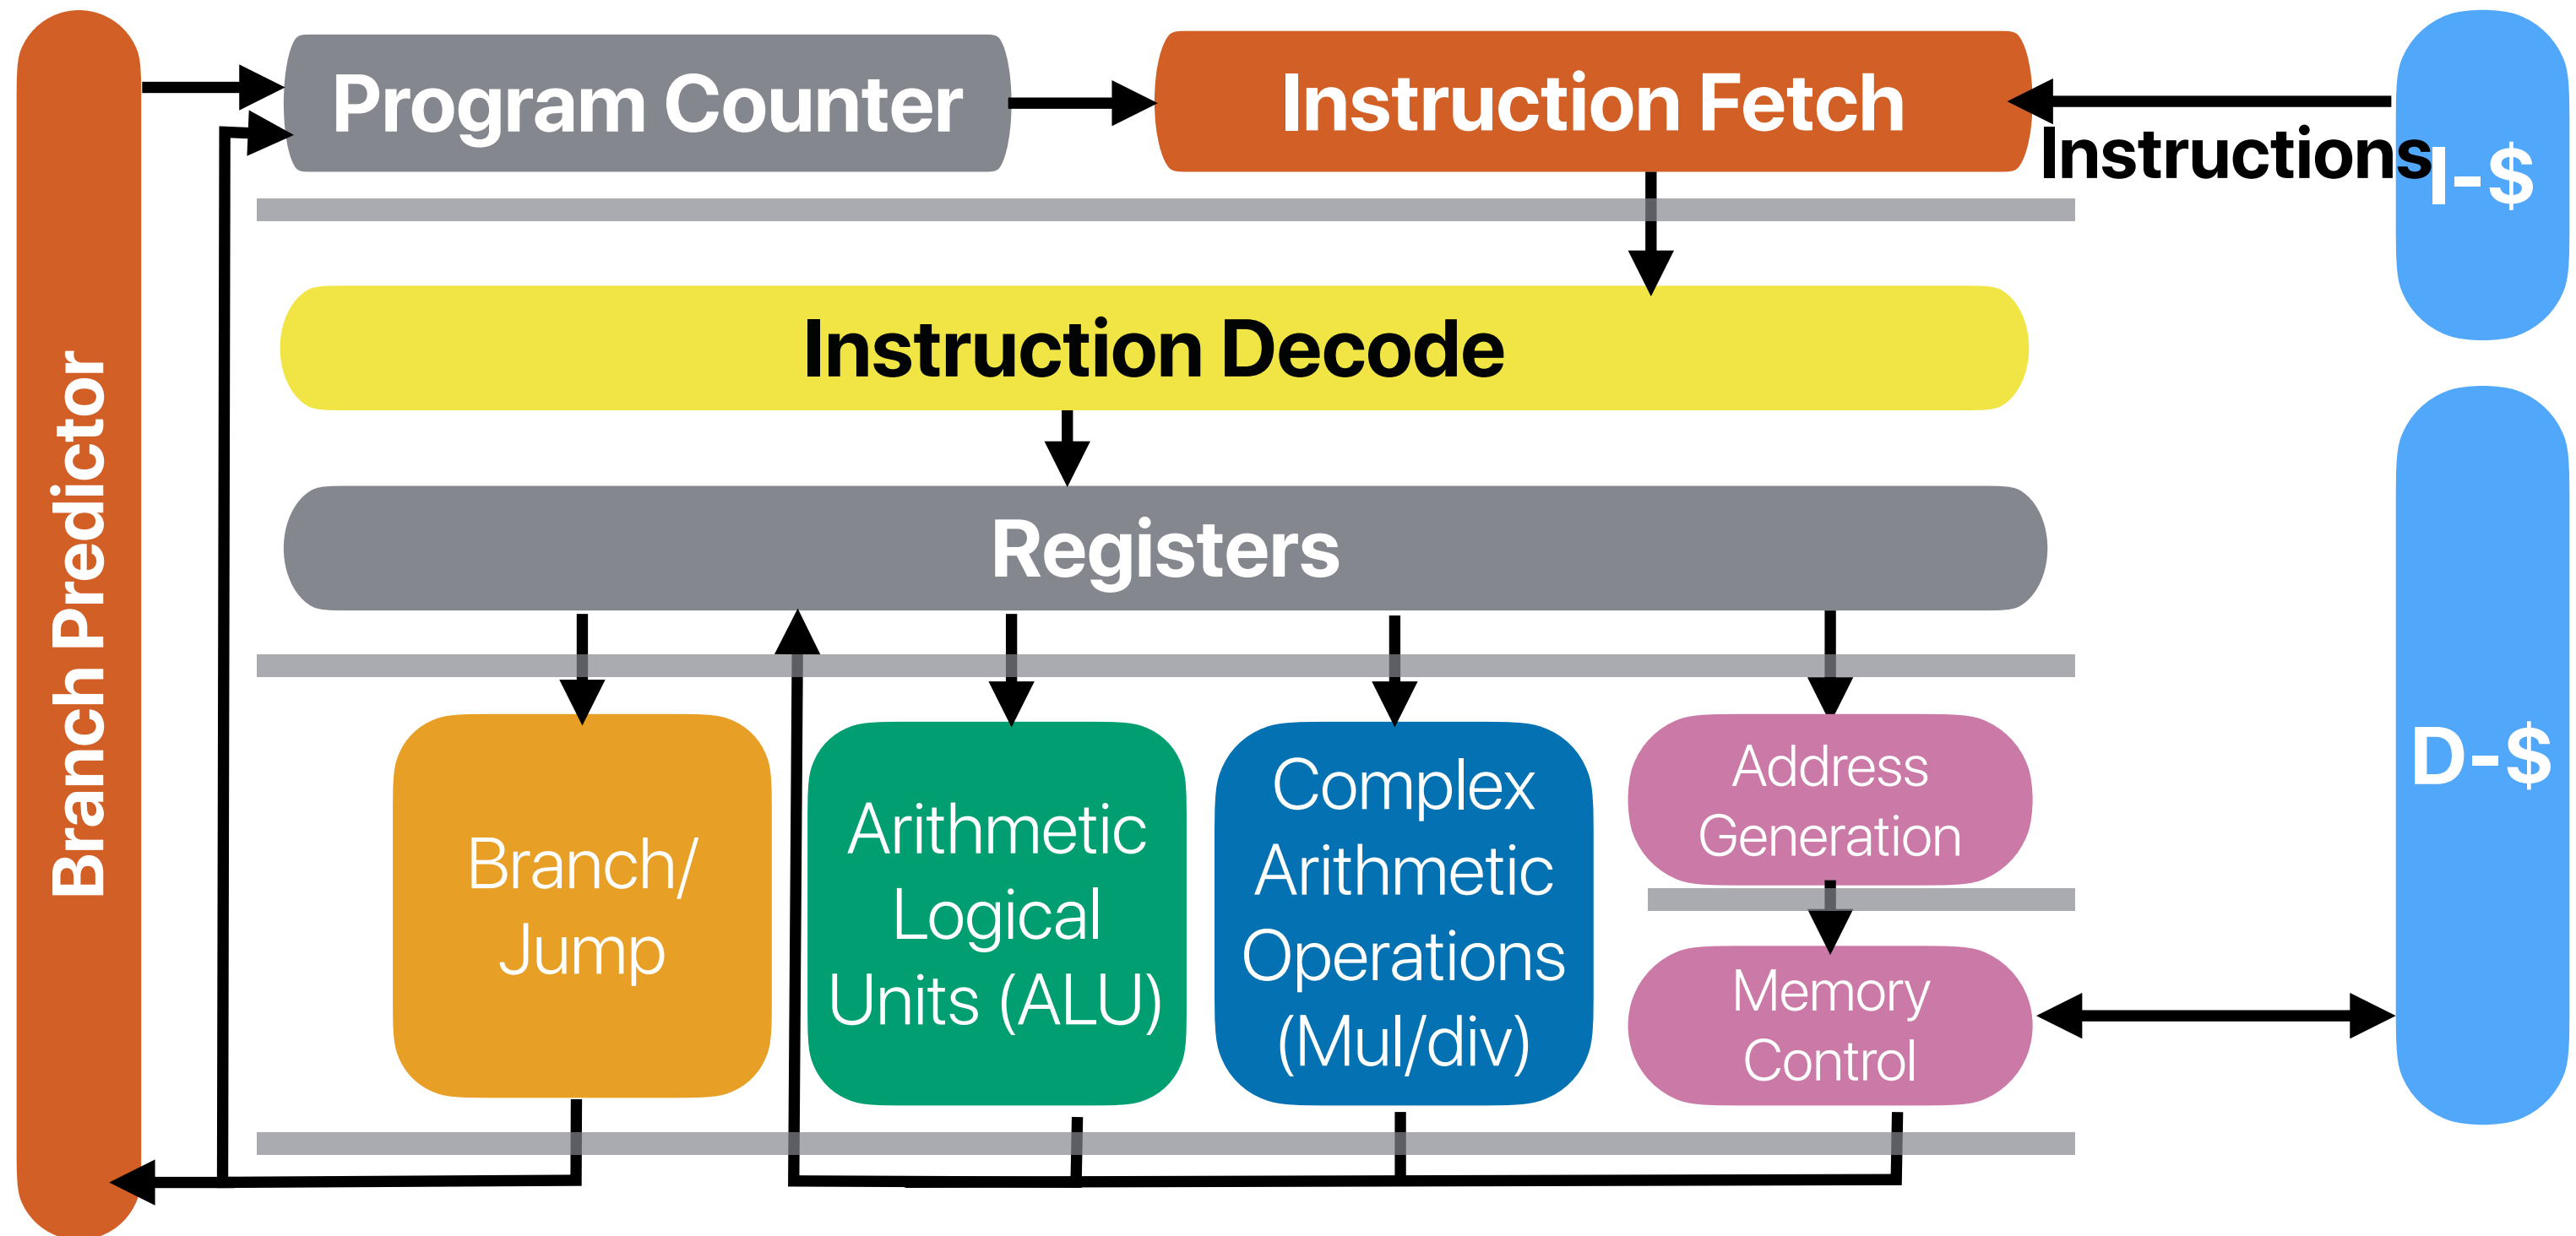 Branch Predictor
Program Counter
Instruction Fetch
Instructions
I-$
Instruction Decode
Registers
D-$
Branch/
Jump
Arithmetic
Logical
Units (ALU)
Complex
Arithmetic
Operations
(Mul/div)
Address
Generation
Memory
Control